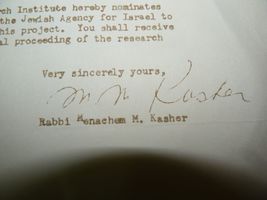 rch Institute hereby nominates
the Jewish Agency for Israel to
his project. You shall receive
al proceeding of the research
Very sincerely yours,
M M Kasher
Rabbi Menachem M. Kasher